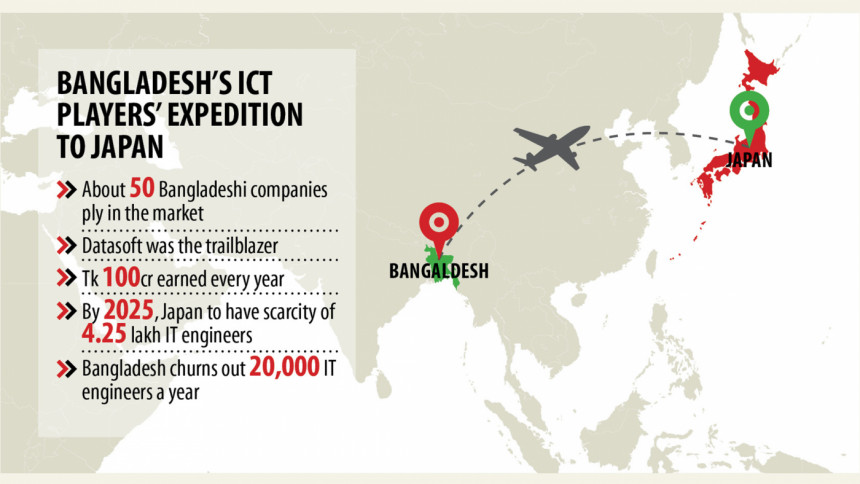 BANGLADESH'S ICT
PLAYERS' EXPEDITION
TO JAPAN
About 50 Bangladeshi companies
ply in the market
Datasoft was the trailblazer
Tk 100cr earned every year
By 2025, Japan to have scarcity of
4.25 lakh IT engineers
Bangladesh churns out 20,000 IT
engineers a year
JAPAN
BANGALDESH